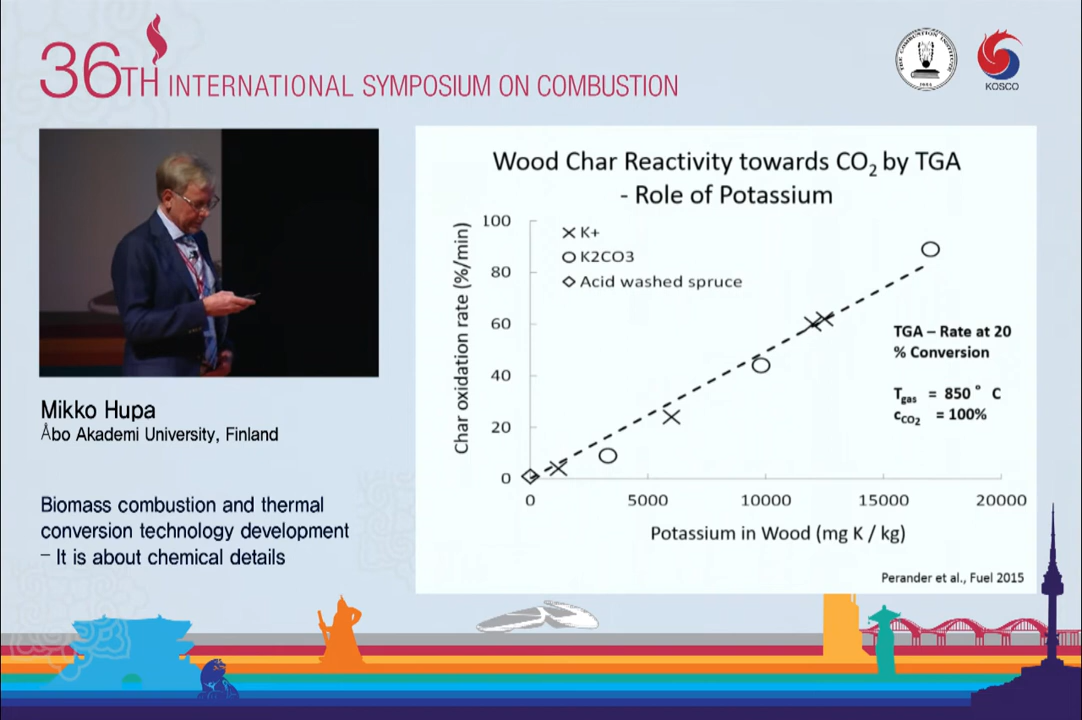 36TH INTERNATIONAL SYMPOSIUM ON COMBUSTION
THE COMBUSTION INSTITUTE
KOSCO
Mikko Hupa
Åbo Akademi University, Finland
Biomass combustion and thermal
conversion technology development
– It is about chemical details
Wood Char Reactivity towards CO₂ by TGA
- Role of Potassium
Char oxidation rate (%/min)
100
80
60
40
20
0
K+
K2CO3
Acid washed spruce
TGA – Rate at 20
% Conversion
Tgas = 850° C
cCO2 = 100%
0 5000 10000 15000 20000
Potassium in Wood (mg K / kg)
Perander et al., Fuel 2015